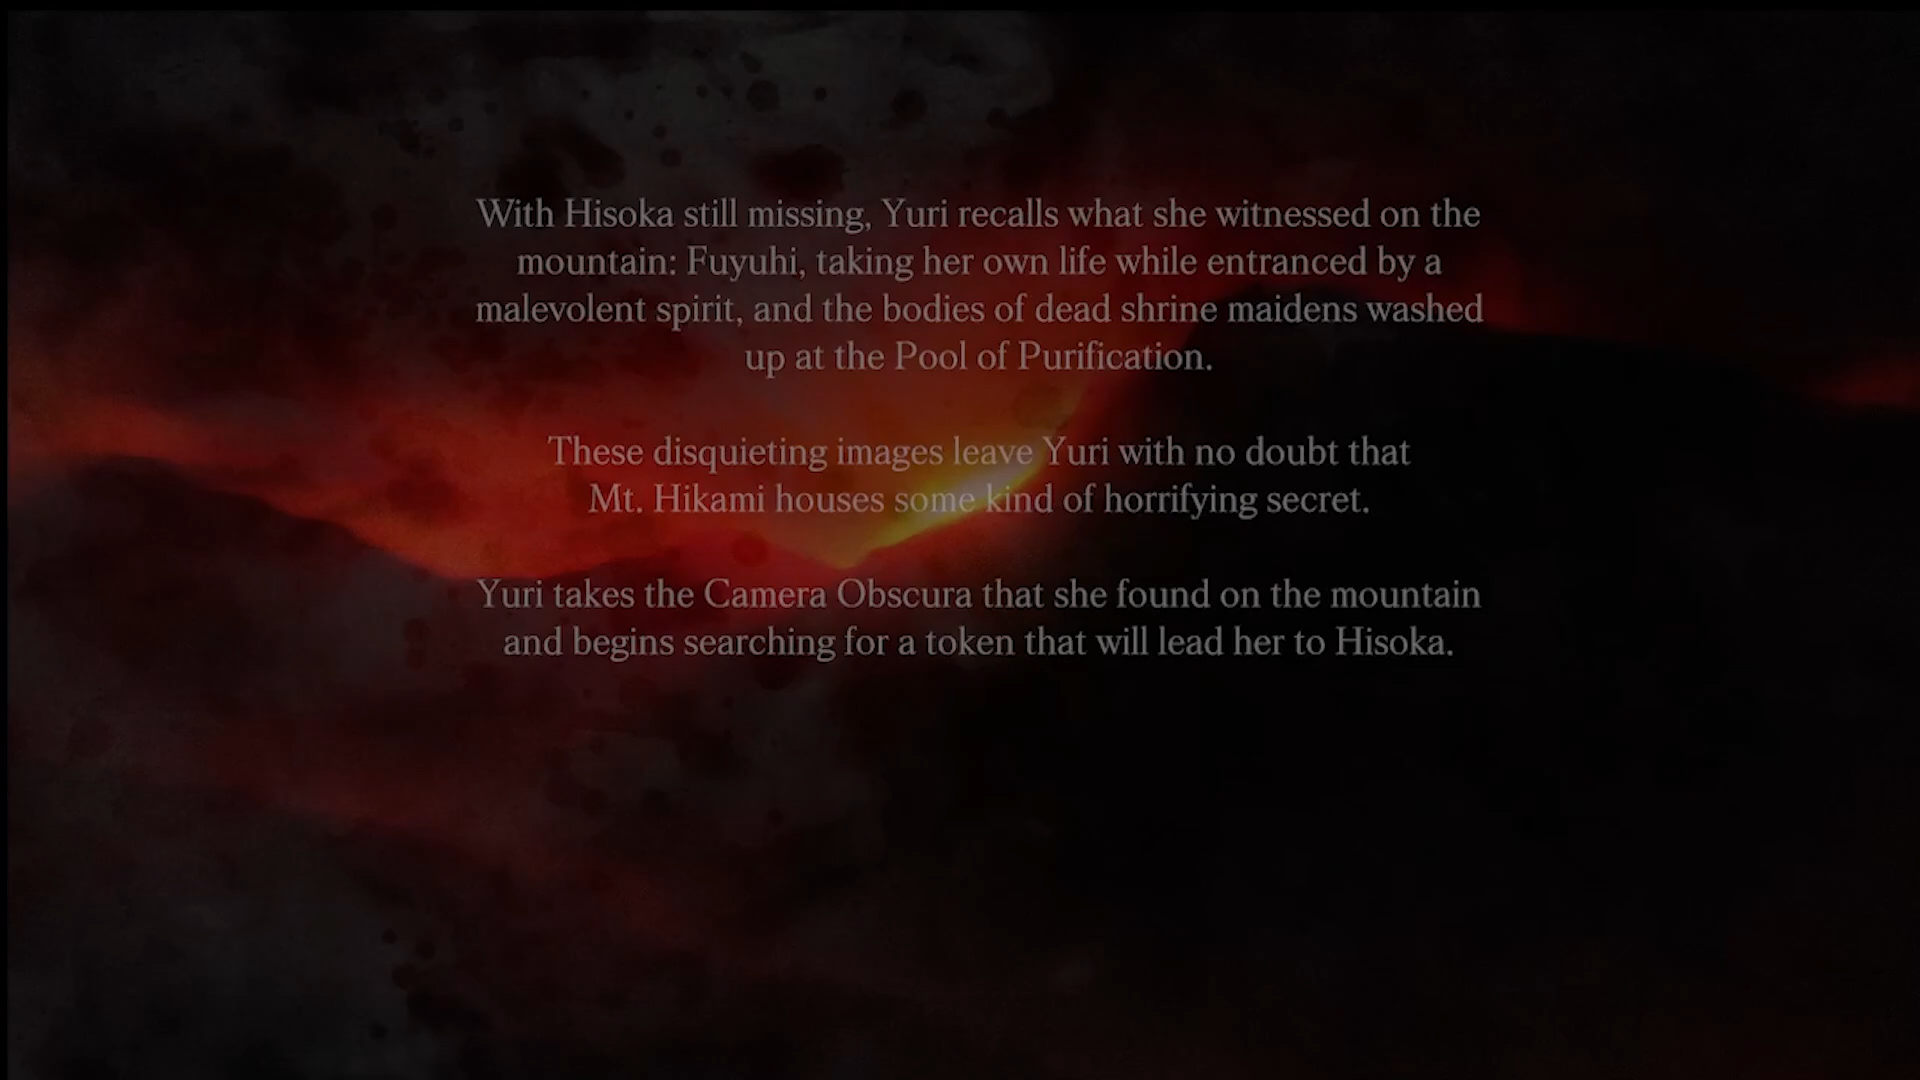 With Hisoka still missing, Yuri recalls what she witnessed on the
mountain: Fuyuhi, taking her own life while entranced by a
malevolent spirit, and the bodies of dead shrine maidens washed
up at the Pool of Purification.
These disquieting images leave Yuri with no doubt that
Mt. Hikami houses some kind of horrifying secret.
Yuri takes the Camera Obscura that she found on the mountain
and begins searching for a token that will lead her to Hisoka.